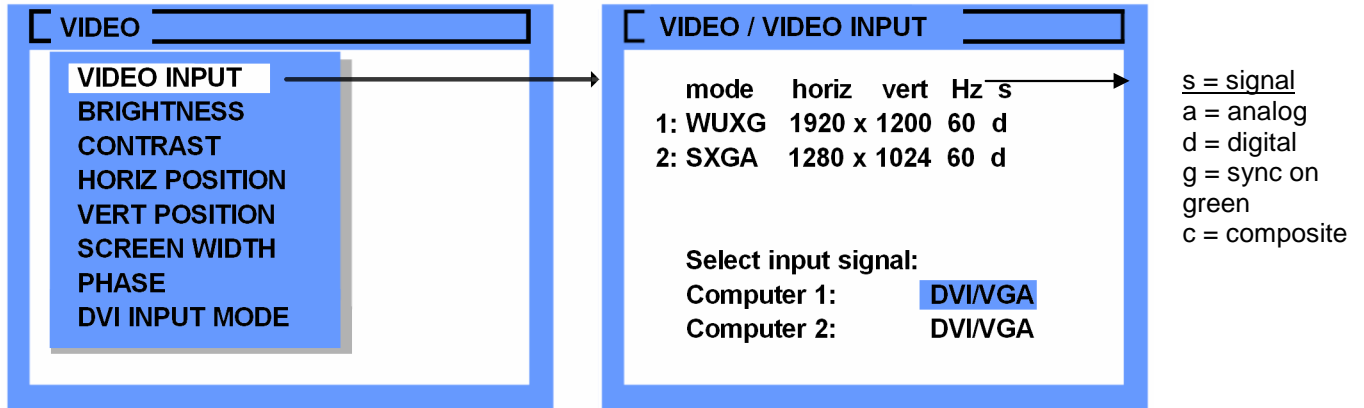 VIDEO
VIDEO INPUT
BRIGHTNESS
CONTRAST
HORIZ POSITION
VERT POSITION
SCREEN WIDTH
PHASE
DVI INPUT MODE
VIDEO / VIDEO INPUT
mode horiz vert Hz s
1: WUXG 1920 x 1200 60 d
2: SXGA 1280 x 1024 60 d
Select input signal:
Computer 1: DVI/VGA
Computer 2: DVI/VGA
s = signal
a = analog
d = digital
g = sync on
green
c = composite